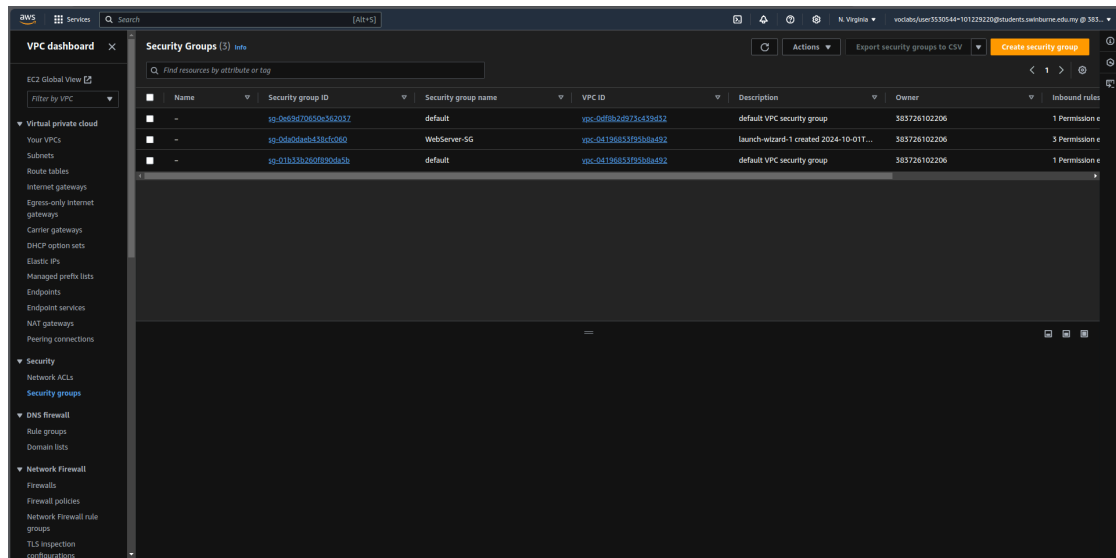 aws Services Search [Alt+S] N. Virginia voclabs/user3530544=101229220@students.swinburne.edu.my @ 383...
VPC dashboard
EC2 Global View
Filter by VPC
Virtual private cloud
Your VPCs
Subnets
Route tables
Internet gateways
Egress-only Internet
gateways
Carrier gateways
DHCP option sets
Elastic IPs
Managed prefix lists
Endpoints
Endpoint services
NAT gateways
Peering connections
Security
Network ACLs
Security groups
DNS firewall
Rule groups
Domain lists
Network Firewall
Firewalls
Firewall policies
Network Firewall rule
groups
TLS inspection
configurations
Security Groups (3) Info Actions Export security groups to CSV Create security group
Find resources by attribute or tag 1
Name Security group ID Security group name VPC ID Description Owner Inbound rules
– sg-0e69d70650e362037 default vpc-0df8b2d973c439d32 default VPC security group 383726102206 1 Permission e
– sg-0da0daeb438cfc060 WebServer-SG vpc-04196853f95b8a492 launch-wizard-1 created 2024-10-01T... 383726102206 3 Permission e
– sg-01b33b260f890da5b default vpc-04196853f95b8a492 default VPC security group 383726102206 1 Permission e